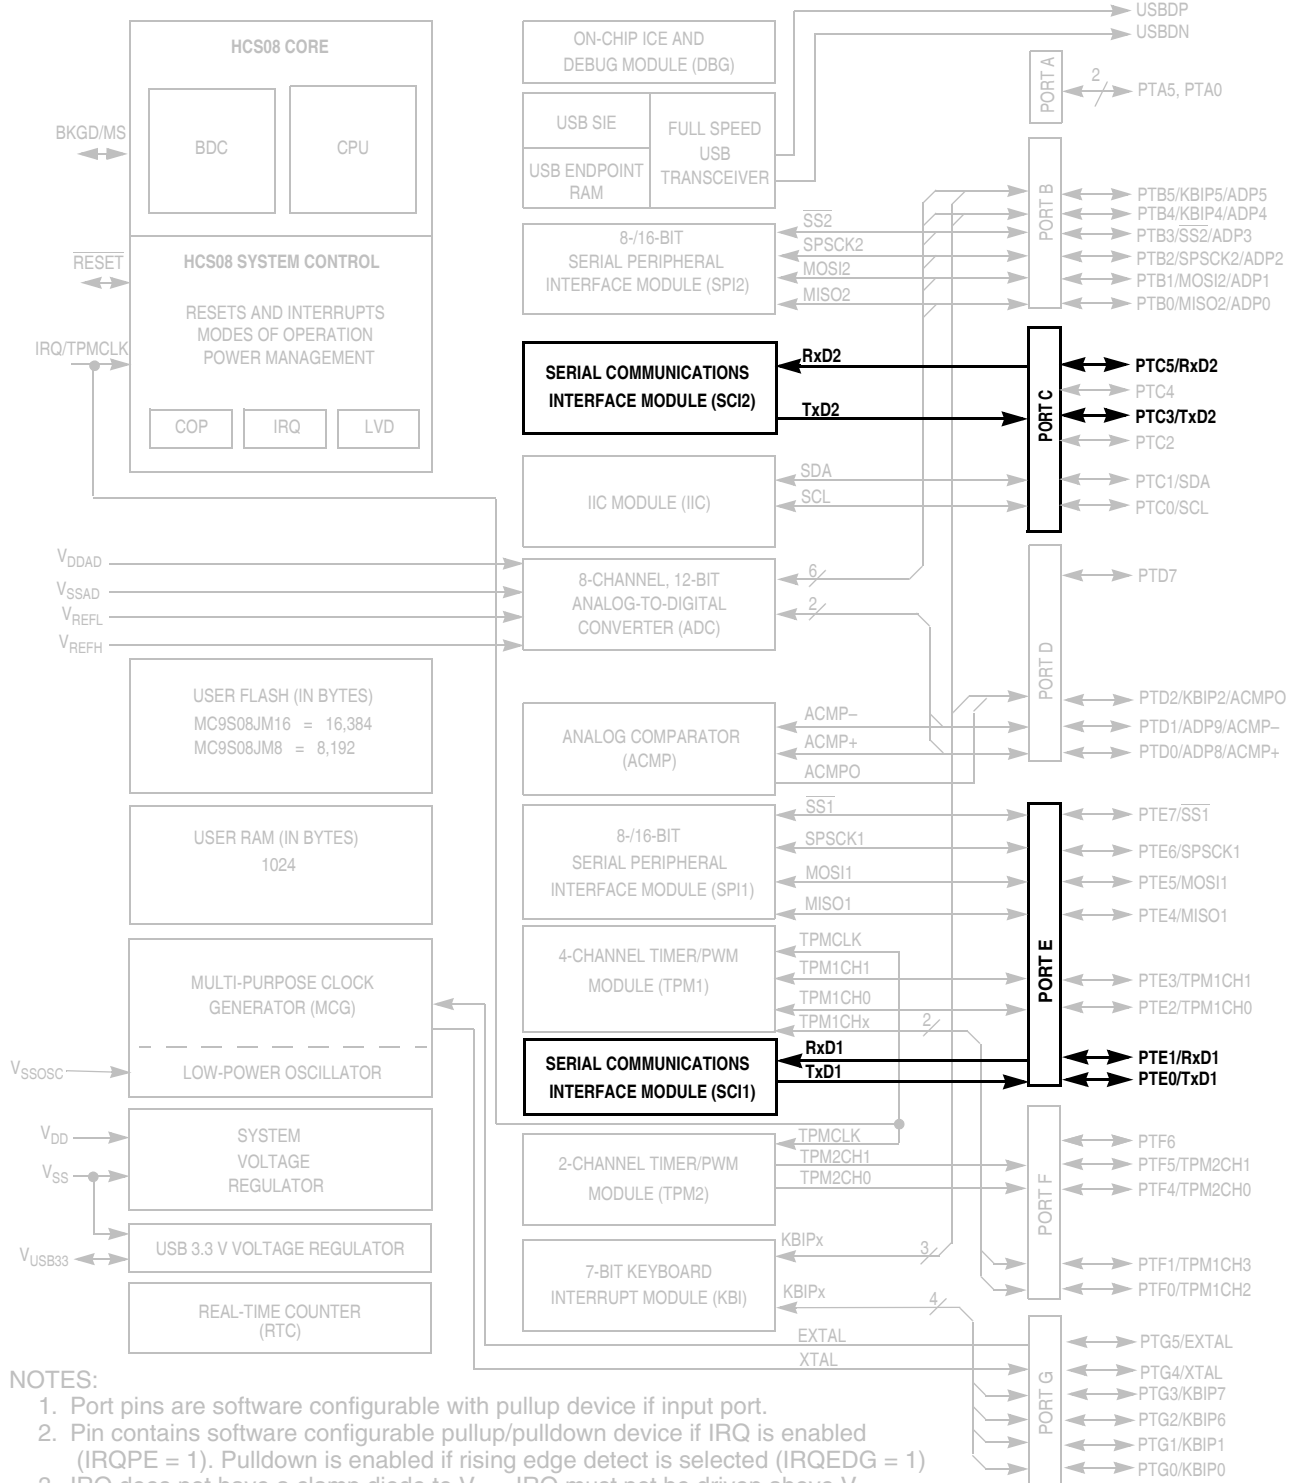 HCS08 CORE
BDC
CPU
BKGD/MS
RESET
HCS08 SYSTEM CONTROL
RESETS AND INTERRUPTS
MODES OF OPERATION
POWER MANAGEMENT
IRQ/TPMCLK
COP
IRQ
LVD
VDDAD
VSSAD
VREFL
VREFH
USER FLASH (IN BYTES)
MC9S08JM16 = 16,384
MC9S08JM8 = 8,192
USER RAM (IN BYTES)
1024
MULTI-PURPOSE CLOCK
GENERATOR (MCG)
LOW-POWER OSCILLATOR
VSSOSC
VDD
VSS
SYSTEM
VOLTAGE
REGULATOR
VUSB33
USB 3.3 V VOLTAGE REGULATOR
REAL-TIME COUNTER
(RTC)
ON-CHIP ICE AND
DEBUG MODULE (DBG)
USB SIE
USB ENDPOINT
RAM
FULL SPEED
USB
TRANSCEIVER
USBDP
USBDN
8-/16-BIT
SERIAL PERIPHERAL
INTERFACE MODULE (SPI2)
SS2
SPSCK2
MOSI2
MISO2
SERIAL COMMUNICATIONS
INTERFACE MODULE (SCI2)
RxD2
TxD2
IIC MODULE (IIC)
SDA
SCL
8-CHANNEL, 12-BIT
ANALOG-TO-DIGITAL
CONVERTER (ADC)
6
2
ANALOG COMPARATOR
(ACMP)
ACMP–
ACMP+
ACMPO
8-/16-BIT
SERIAL PERIPHERAL
INTERFACE MODULE (SPI1)
SS1
SPSCK1
MOSI1
MISO1
4-CHANNEL TIMER/PWM
MODULE (TPM1)
TPMCLK
TPM1CH1
TPM1CH0
TPM1CHx
2
SERIAL COMMUNICATIONS
INTERFACE MODULE (SCI1)
RxD1
TxD1
2-CHANNEL TIMER/PWM
MODULE (TPM2)
TPMCLK
TPM2CH1
TPM2CH0
7-BIT KEYBOARD
INTERRUPT MODULE (KBI)
KBIPx
3
KBIPx
4
EXTAL
XTAL
PORT A
2
PTA5, PTA0
PORT B
PTB5/KBIP5/ADP5
PTB4/KBIP4/ADP4
PTB3/SS2/ADP3
PTB2/SPSCK2/ADP2
PTB1/MOSI2/ADP1
PTB0/MISO2/ADP0
PORT C
PTC5/RxD2
PTC4
PTC3/TxD2
PTC2
PTC1/SDA
PTC0/SCL
PORT D
PTD7
PTD2/KBIP2/ACMPO
PTD1/ADP9/ACMP–
PTD0/ADP8/ACMP+
PORT E
PTE7/SS1
PTE6/SPSCK1
PTE5/MOSI1
PTE4/MISO1
PTE3/TPM1CH1
PTE2/TPM1CH0
PTE1/RxD1
PTE0/TxD1
PORT F
PTF6
PTF5/TPM2CH1
PTF4/TPM2CH0
PTF1/TPM1CH3
PTF0/TPM1CH2
PORT G
PTG5/EXTAL
PTG4/XTAL
PTG3/KBIP7
PTG2/KBIP6
PTG1/KBIP1
PTG0/KBIP0
NOTES:
1. Port pins are software configurable with pullup device if input port.
2. Pin contains software configurable pullup/pulldown device if IRQ is enabled
(IRQPE = 1). Pulldown is enabled if rising edge detect is selected (IRQEDG = 1)
3. IRQ does not have a clamp diode to V IRQ must not be driven above V